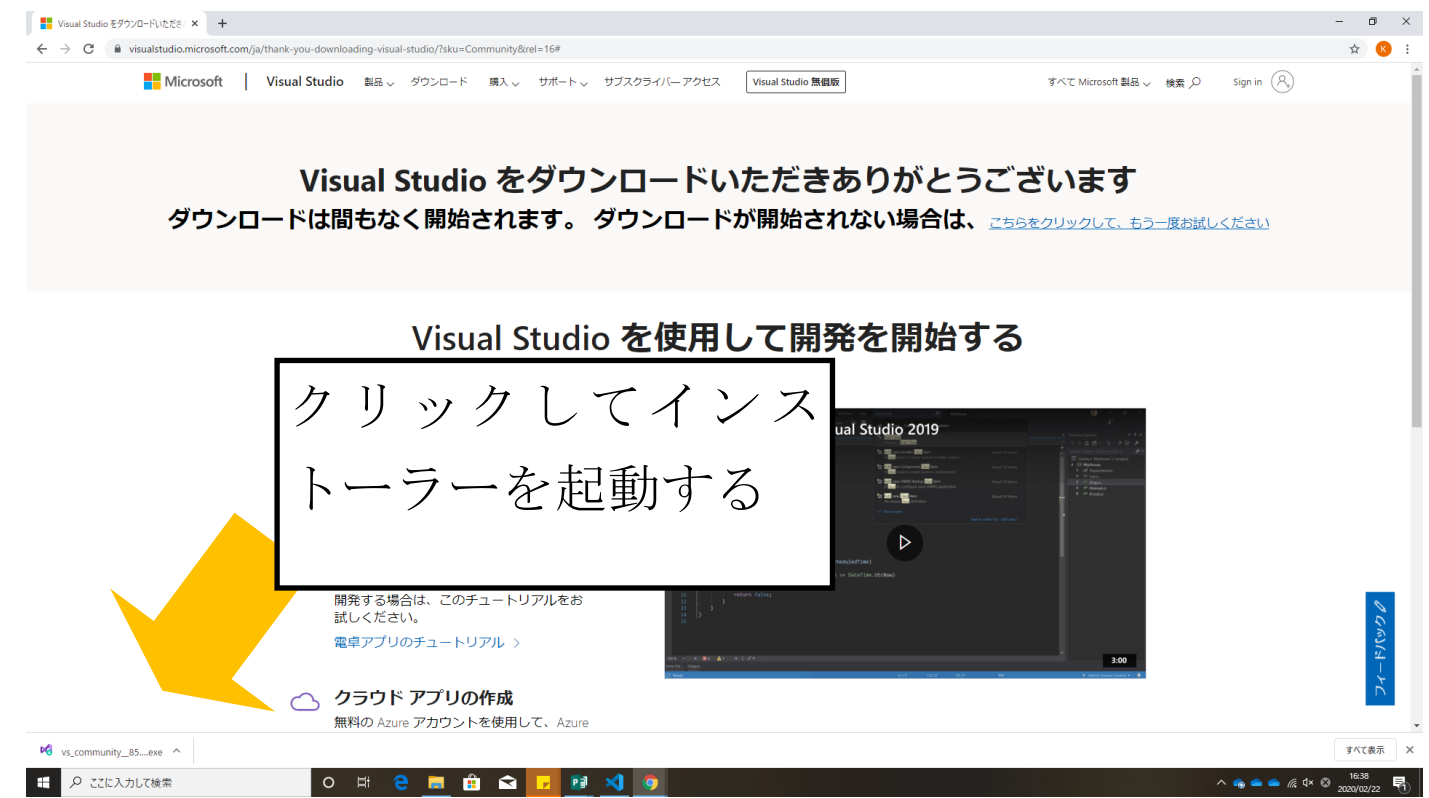 Visual Studio をダウンロードいただき
visualstudio.microsoft.com/ja/thank-you-downloading-visual-studio/?sku=Community&rel=16#
K
Microsoft
Visual Studio
製品
ダウンロード
購入
サポート
サブスクライバー アクセス
Visual Studio 無償版
すべて Microsoft 製品
検索
Sign in
Visual Studio をダウンロードいただきありがとうございます
ダウンロードは間もなく開始されます。 ダウンロードが開始されない場合は、 こちらをクリックして、もう一度お試しください
Visual Studio を使用して開発を開始する
クリックしてインス
トーラーを起動する
ual Studio 2019
return false;
3:00
開発する場合は、このチュートリアルをお
試しください。
電卓アプリのチュートリアル >
クラウド アプリの作成
無料の Azure アカウントを使用して、Azure
フィードバック
vs_community__85....exe
すべて表示
ここに入力して検索
16:38
2020/02/22
1